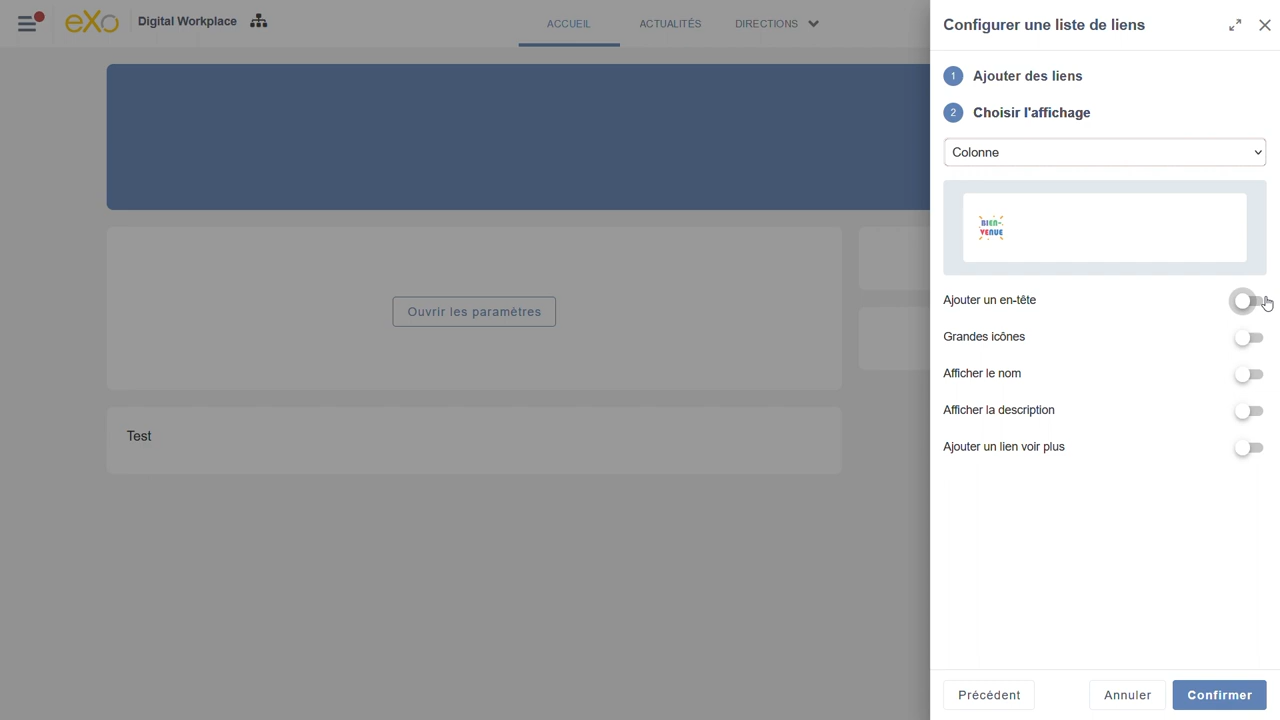 eXo Digital Workplace
ACCUEIL ACTUALITÉS DIRECTIONS
Ouvrir les paramètres
Test
Configurer une liste de liens
1 Ajouter des liens
2 Choisir l'affichage
Colonne
BIEN-
VENUE
Ajouter un en-tête
Grandes icônes
Afficher le nom
Afficher la description
Ajouter un lien voir plus
Précédent Annuler Confirmer